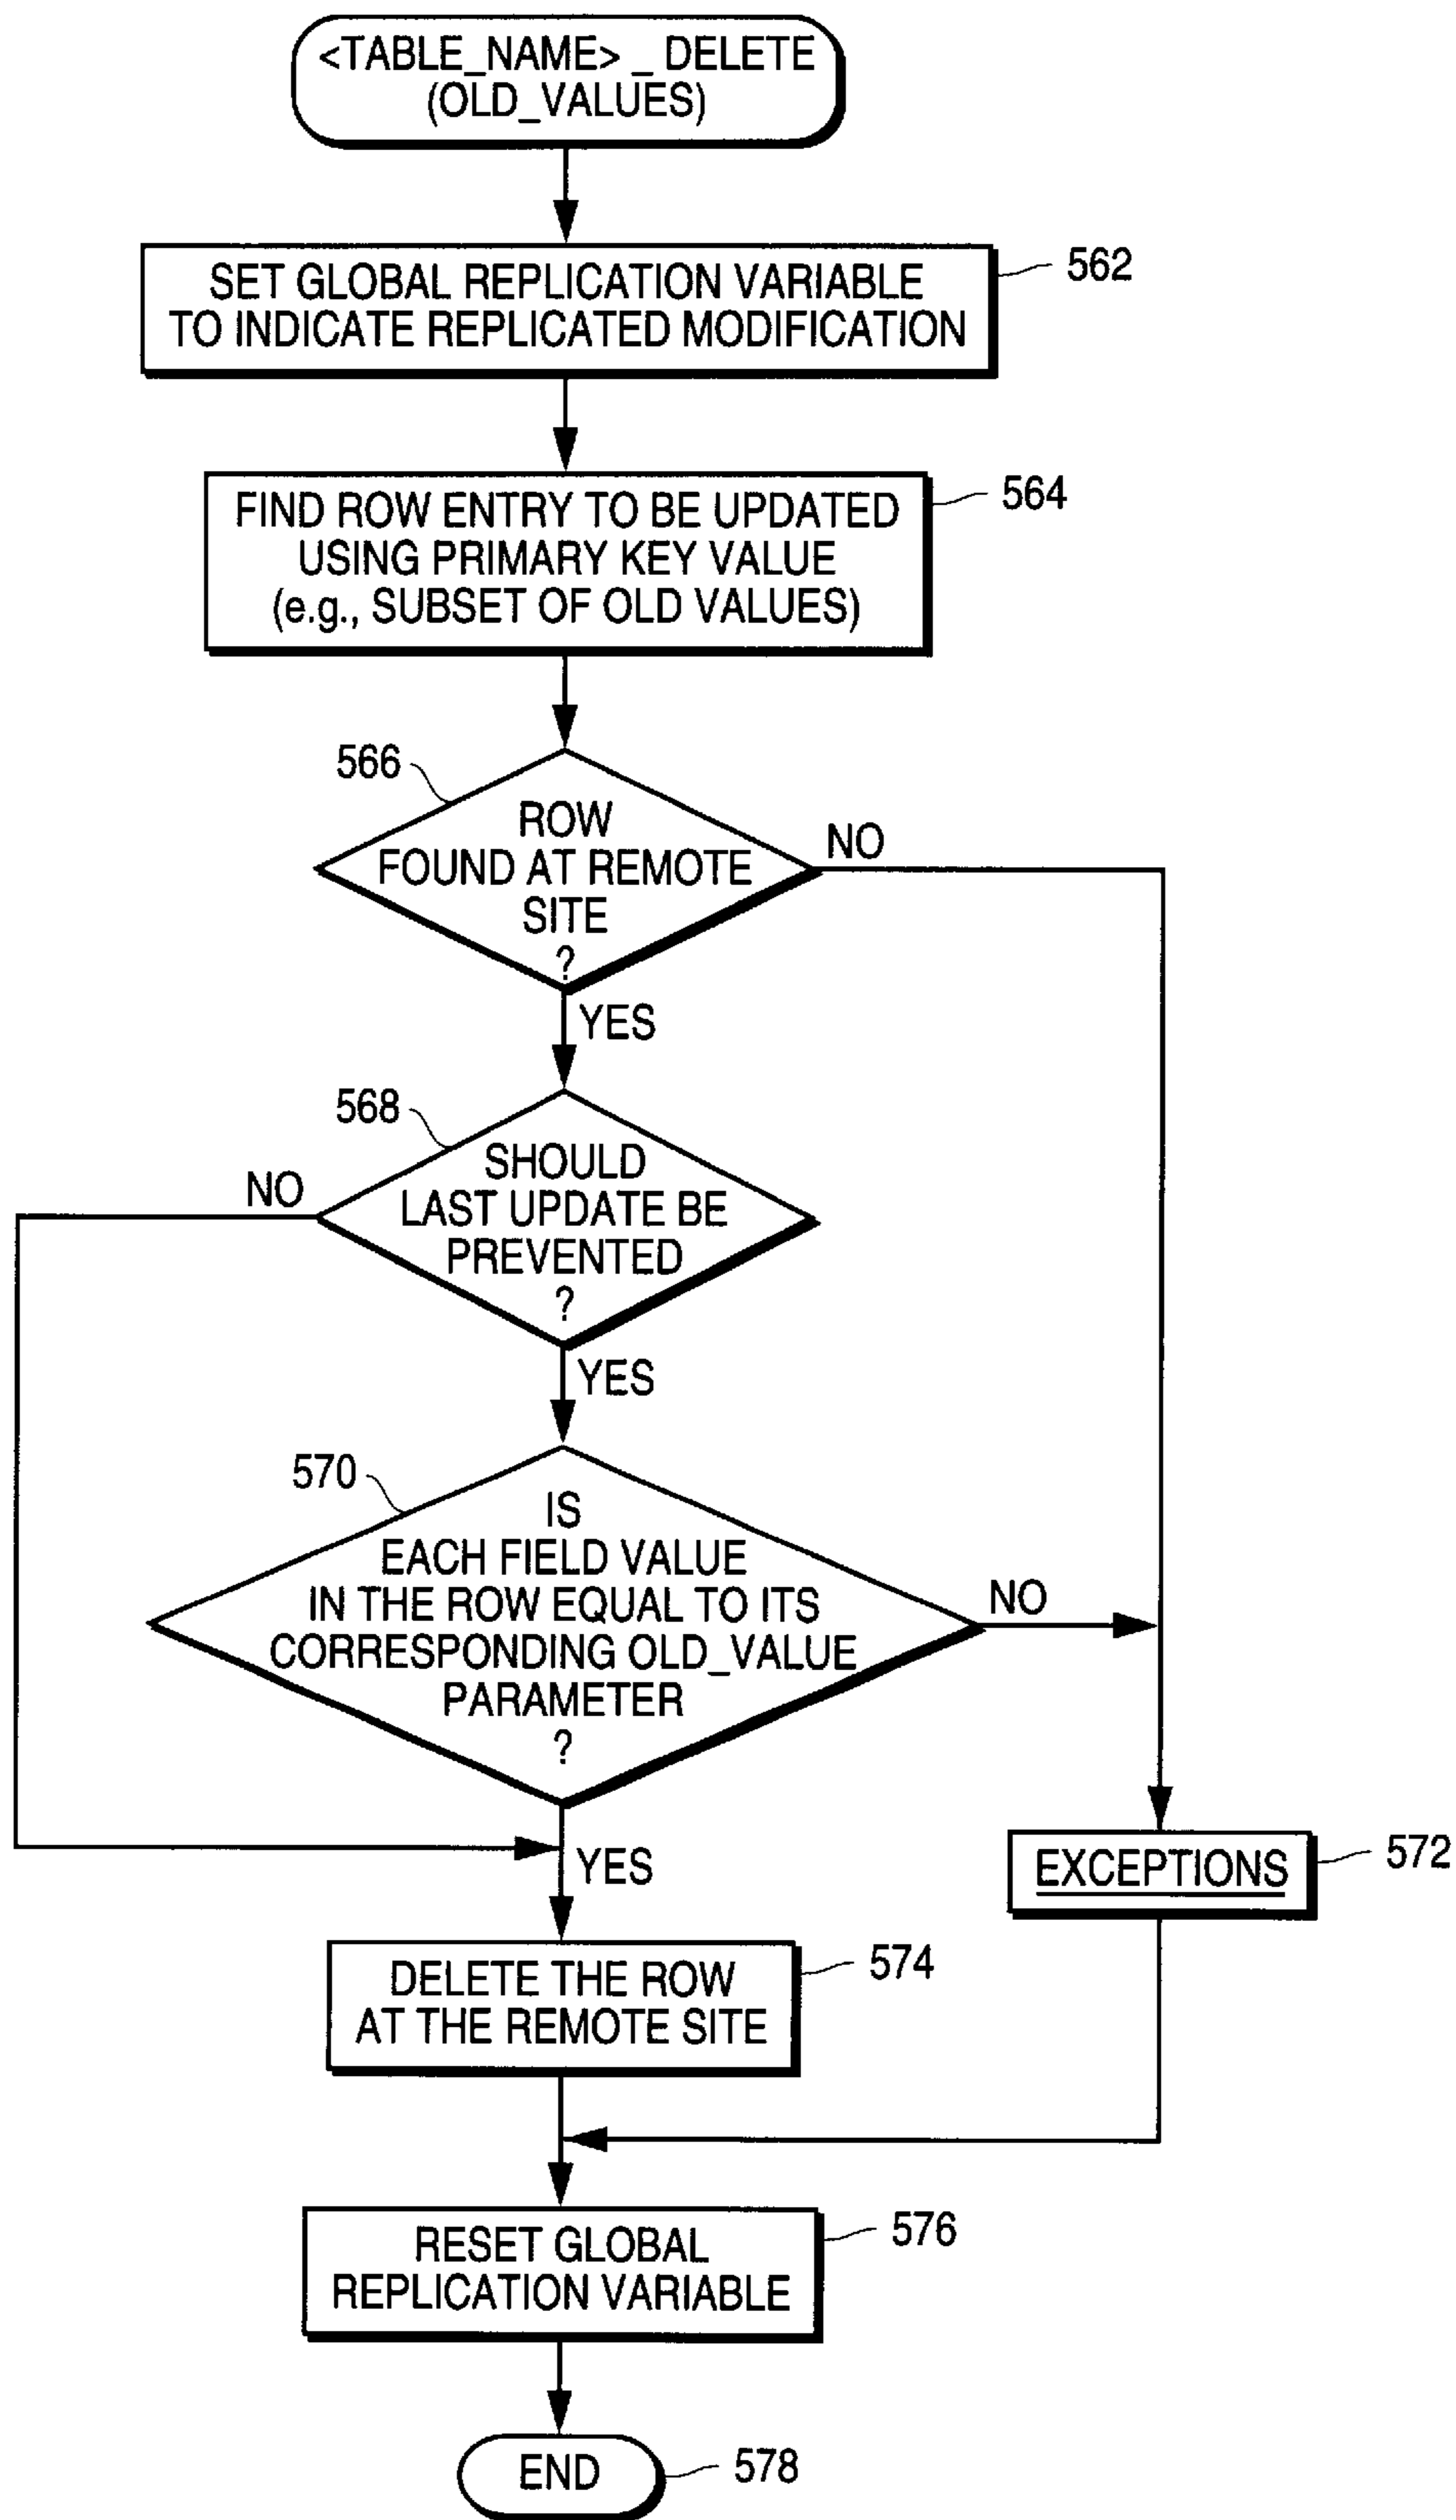 <TABLE_NAME>_DELETE
(OLD_VALUES)
SET GLOBAL REPLICATION VARIABLE
TO INDICATE REPLICATED MODIFICATION
562
FIND ROW ENTRY TO BE UPDATED
USING PRIMARY KEY VALUE
(e.g., SUBSET OF OLD VALUES)
564
566
ROW
FOUND AT REMOTE
SITE
?
NO
YES
568
SHOULD
LAST UPDATE BE
PREVENTED
?
NO
YES
570
IS
EACH FIELD VALUE
IN THE ROW EQUAL TO ITS
CORRESPONDING OLD_VALUE
PARAMETER
?
NO
YES
EXCEPTIONS
572
DELETE THE ROW
AT THE REMOTE SITE
574
RESET GLOBAL
REPLICATION VARIABLE
576
END
578